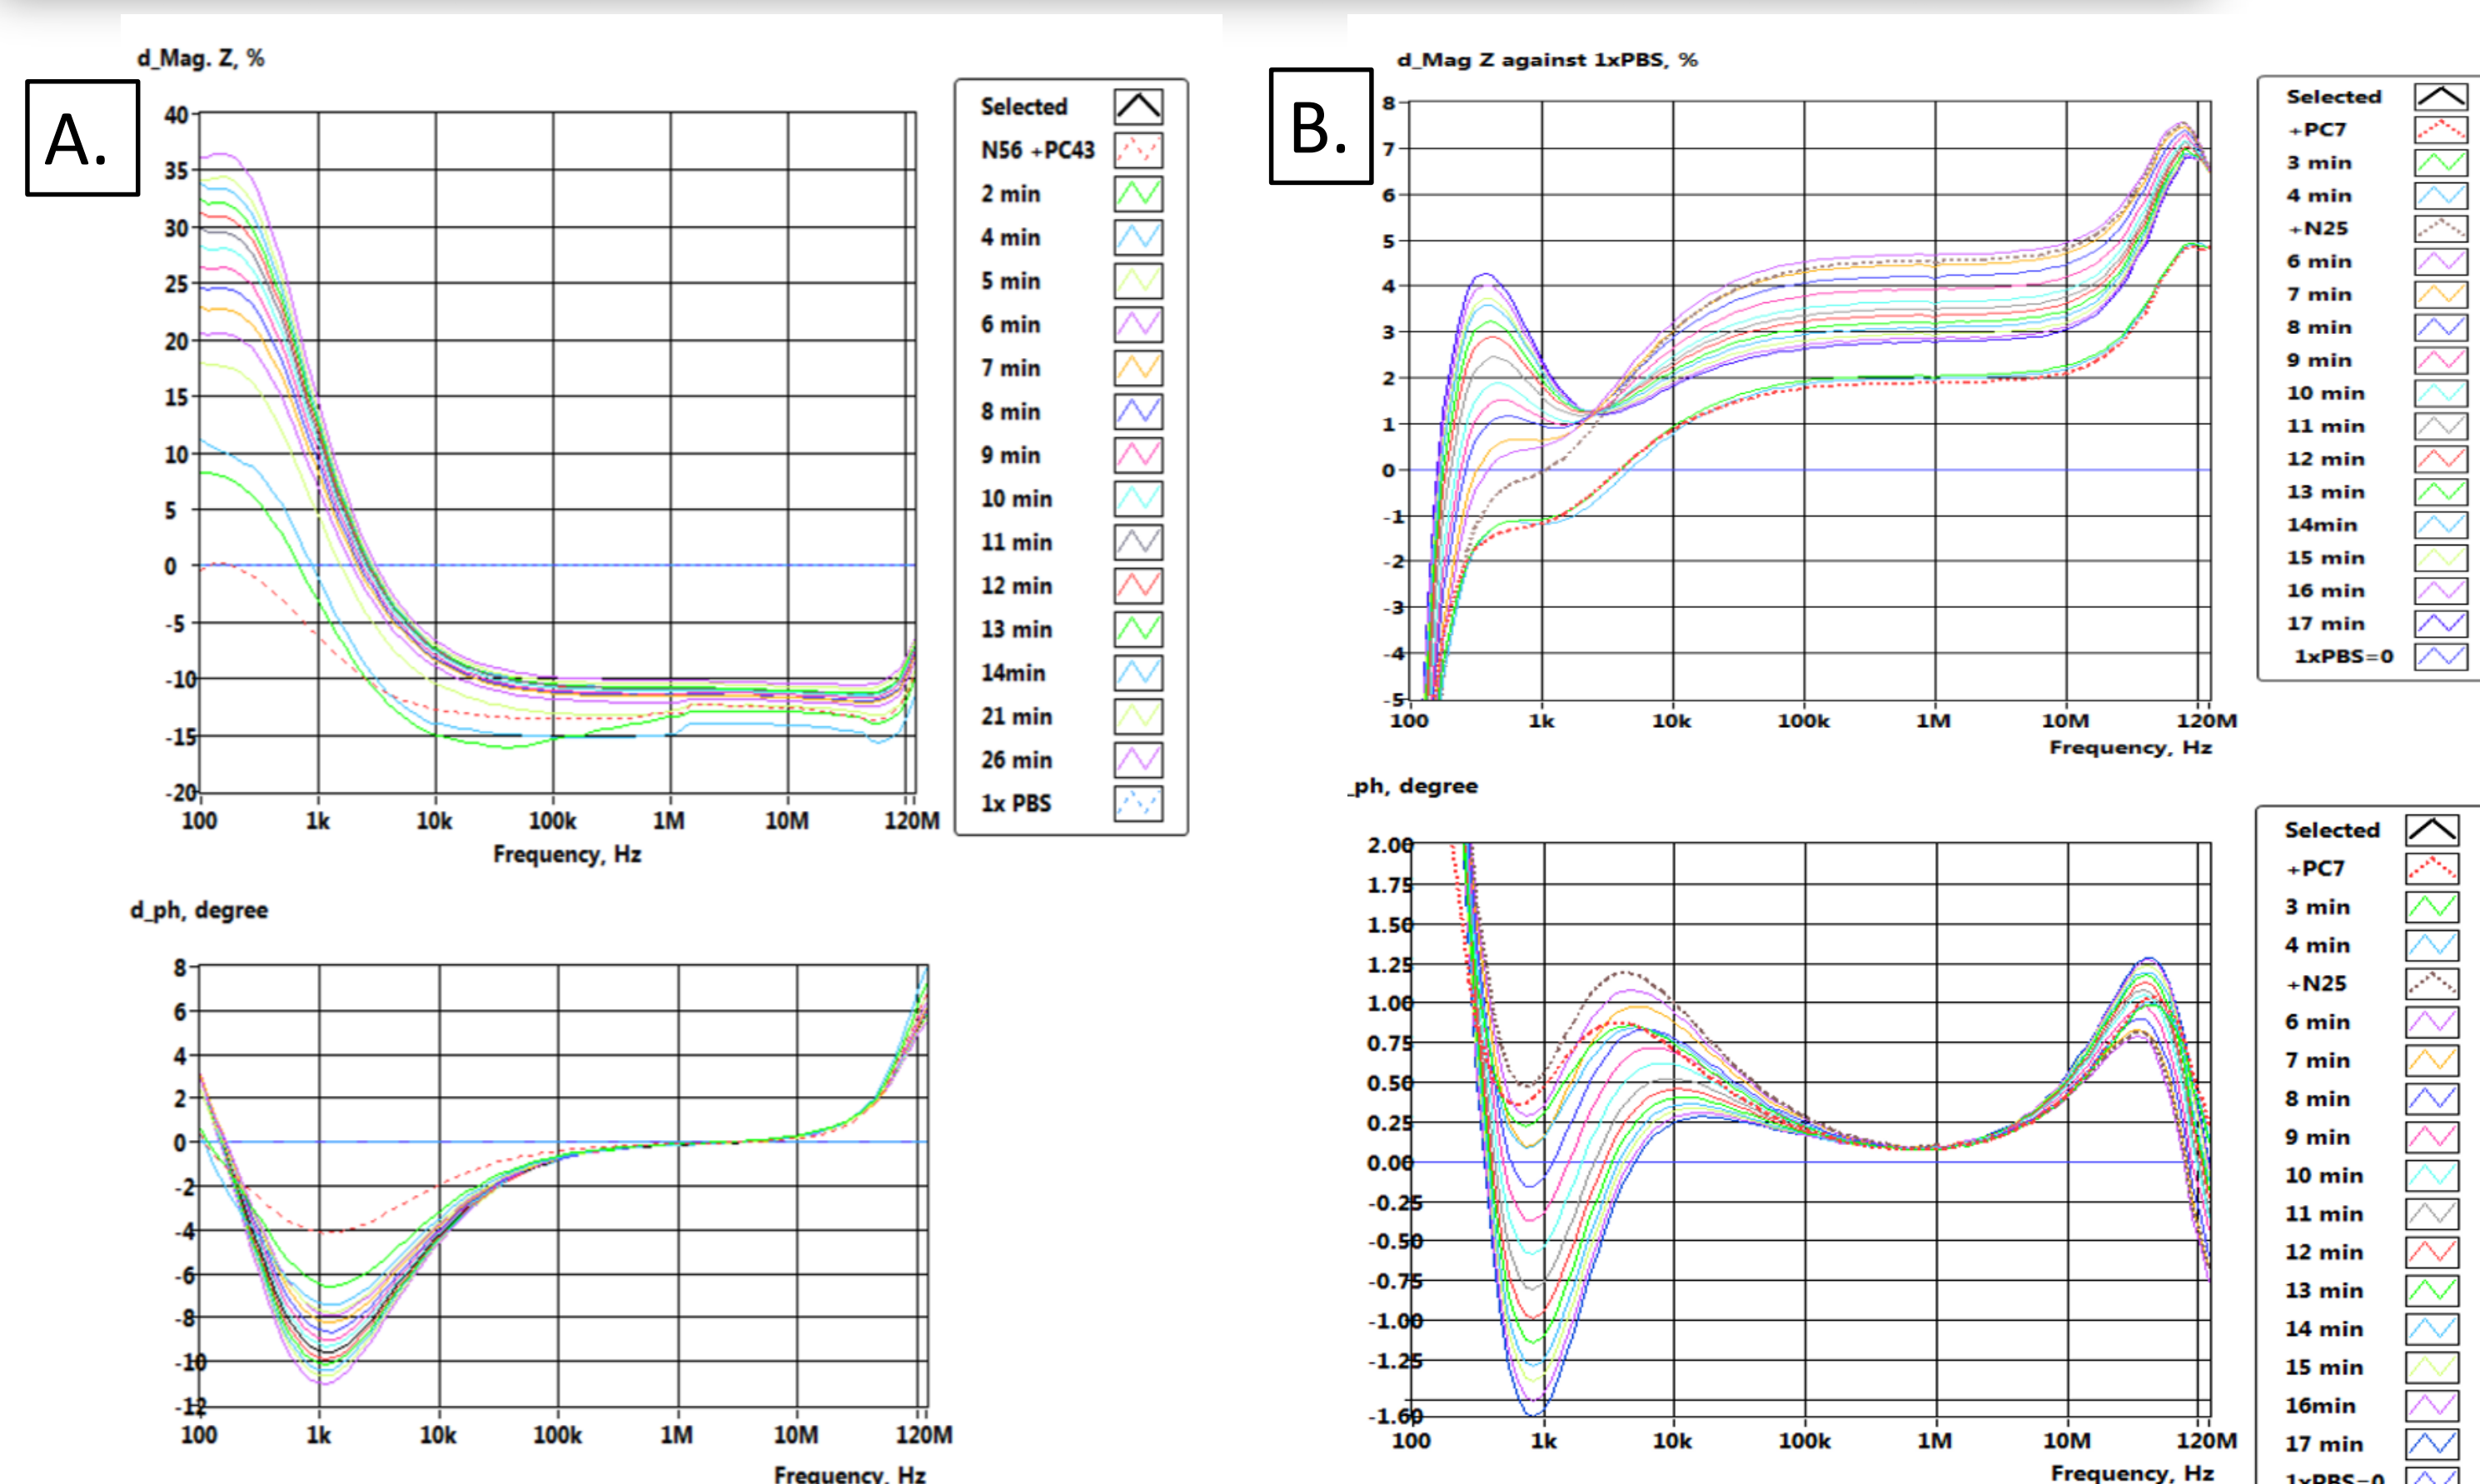 A.
d_Mag. Z, %
40
35
30
25
20
15
10
5
0
-5
-10
-15
-20
100 1k 10k 100k 1M 10M 120M
Frequency, Hz
Selected
N56 +PC43
2 min
4 min
5 min
6 min
7 min
8 min
9 min
10 min
11 min
12 min
13 min
14min
21 min
26 min
1x PBS
d_ph, degree
8
6
4
2
0
-2
-4
-6
-8
-10
-12
100 1k 10k 100k 1M 10M 120M
Frequency, Hz
B.
d_Mag Z against 1xPBS, %
8
7
6
5
4
3
2
1
0
-1
-2
-3
-4
-5
100 1k 10k 100k 1M 10M 120M
Frequency, Hz
Selected
+PC7
3 min
4 min
+N25
6 min
7 min
8 min
9 min
10 min
11 min
12 min
13 min
14min
15 min
16 min
17 min
1xPBS=0
_ph, degree
2.00
1.75
1.50
1.25
1.00
0.75
0.50
0.25
0.00
-0.25
-0.50
-0.75
-1.00
-1.25
-1.60
100 1k 10k 100k 1M 10M 120M
Frequency, Hz
Selected
+PC7
3 min
4 min
+N25
6 min
7 min
8 min
9 min
10 min
11 min
12 min
13 min
14 min
15 min
16min
17 min
1xPBS=0